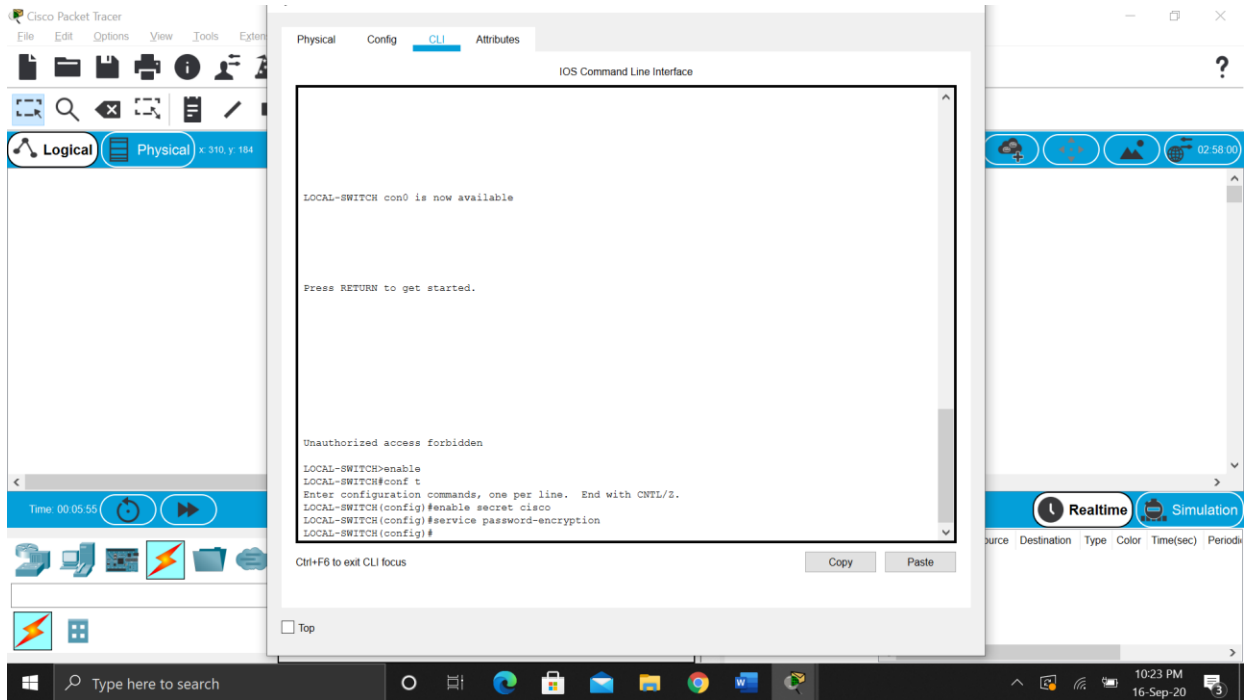 Cisco Packet Tracer
File Edit Options View Tools Exten
Physical Config CLI Attributes
IOS Command Line Interface
?
Logical Physical x: 310, y: 184
02:58:00
LOCAL-SWITCH con0 is now available
Press RETURN to get started.
Unauthorized access forbidden
LOCAL-SWITCH>enable
LOCAL-SWITCH#conf t
Enter configuration commands, one per line.  End with CNTL/Z.
LOCAL-SWITCH(config)#enable secret cisco
LOCAL-SWITCH(config)#service password-encryption
LOCAL-SWITCH(config)#
Time: 00:05:55
Realtime Simulation
ource Destination Type Color Time(sec) Periodi
Ctrl+F6 to exit CLI focus
Copy Paste
Top
Type here to search
W
10:23 PM
16-Sep-20
3